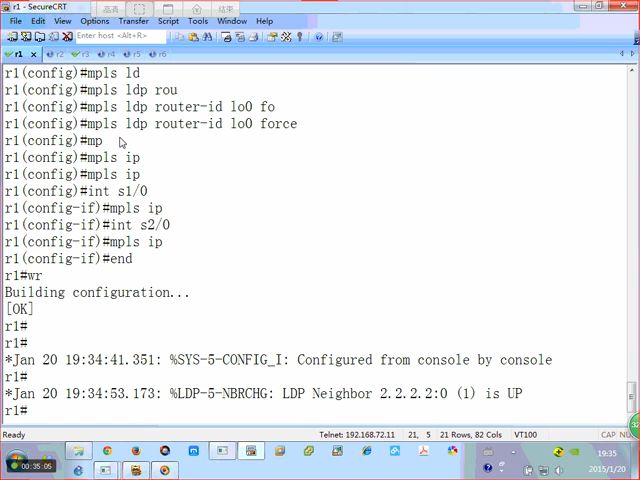 r1 - SecureCRT
高清
结束
File Edit View Options Transfer Script Tools Window Help
Enter host <Alt+R>
r1 r2 r3 r4 r5 r6
r1(config)#mpls ld
r1(config)#mpls ldp rou
r1(config)#mpls ldp router-id lo0 fo
r1(config)#mpls ldp router-id lo0 force
r1(config)#mp
r1(config)#mpls ip
r1(config)#mpls ip
r1(config)#int s1/0
r1(config-if)#mpls ip
r1(config-if)#int s2/0
r1(config-if)#mpls ip
r1(config-if)#end
r1#wr
Building configuration...
[OK]
r1#
r1#
*Jan 20 19:34:41.351: %SYS-5-CONFIG_I: Configured from console by console
r1#
*Jan 20 19:34:53.173: %LDP-5-NBRCHG: LDP Neighbor 2.2.2.2:0 (1) is UP
r1#
Ready Telnet: 192.168.72.11 21, 5 21 Rows, 82 Cols VT100 CAP NU
19:35
00:35:05
2015/1/20